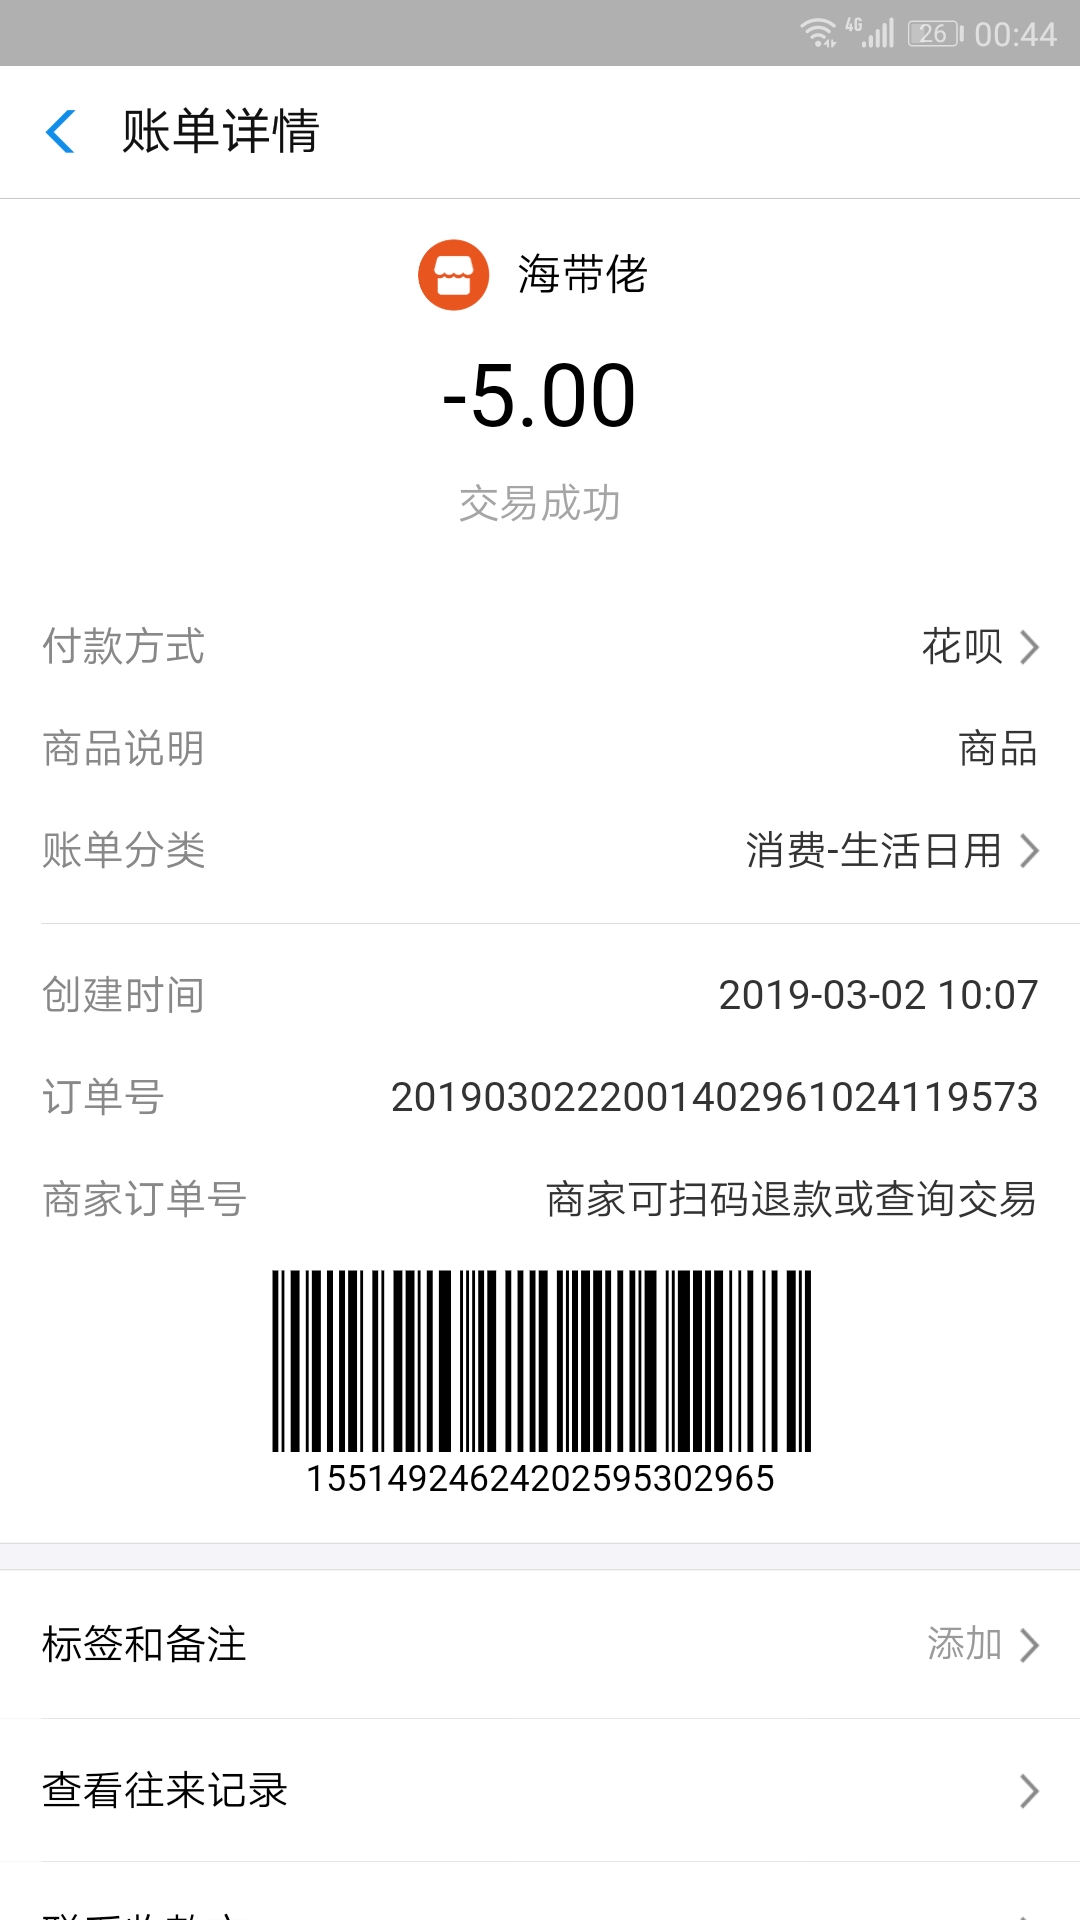 4G 26 00:44
账单详情
海带佬
-5.00
交易成功
付款方式 花呗
商品说明 商品
账单分类 消费-生活日用
创建时间 2019-03-02 10:07
订单号 2019030222001402961024119573
商家订单号 商家可扫码退款或查询交易
15514924624202595302965
标签和备注 添加
查看往来记录